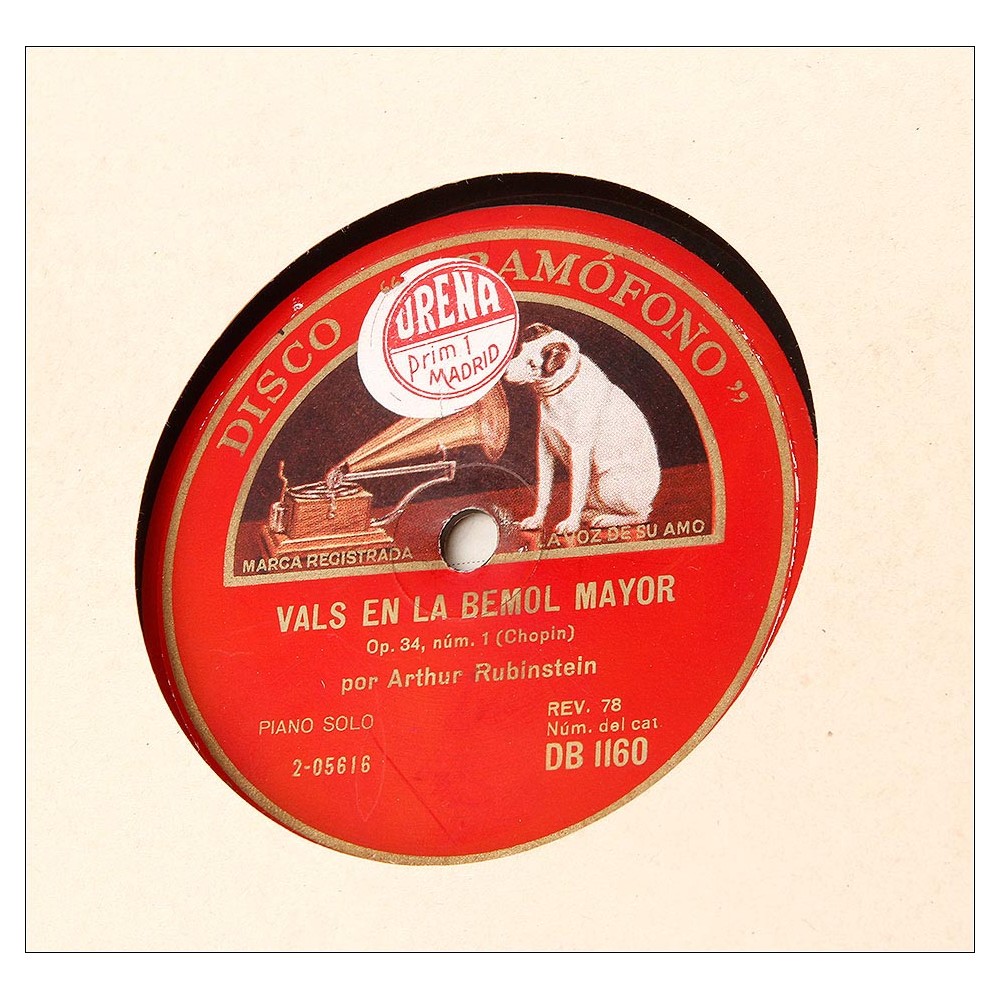 DISCO “GRAMÓFONO”
URENA
Prim 1
MADRID
MARCA REGISTRADA
LA VOZ DE SU AMO
VALS EN LA BEMOL MAYOR
Op. 34, núm. 1 (Chopin)
por Arthur Rubinstein
PIANO SOLO
REV. 78
Núm. del cat.
2-05616
DB 1160